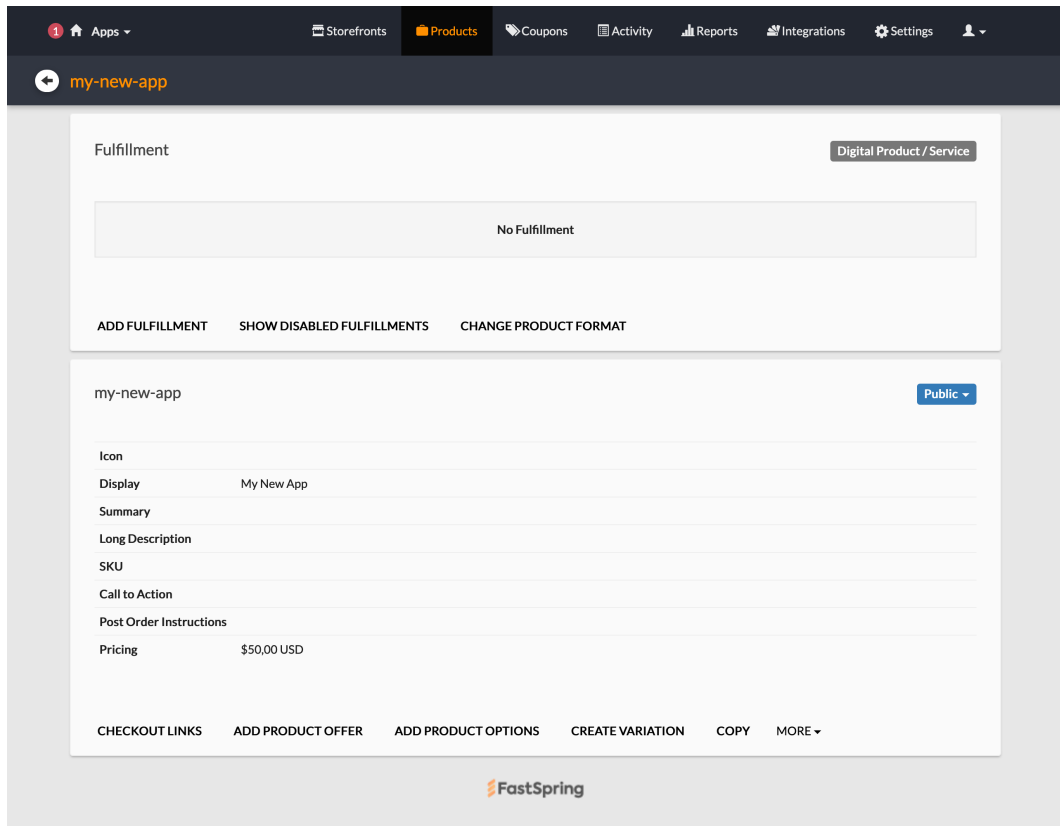 1 Apps Storefronts Products Coupons Activity Reports Integrations Settings
my-new-app
Fulfillment Digital Product / Service
No Fulfillment
ADD FULFILLMENT SHOW DISABLED FULFILLMENTS CHANGE PRODUCT FORMAT
my-new-app Public
Icon
Display My New App
Summary
Long Description
SKU
Call to Action
Post Order Instructions
Pricing $50,00 USD
CHECKOUT LINKS ADD PRODUCT OFFER ADD PRODUCT OPTIONS CREATE VARIATION COPY MORE
FastSpring